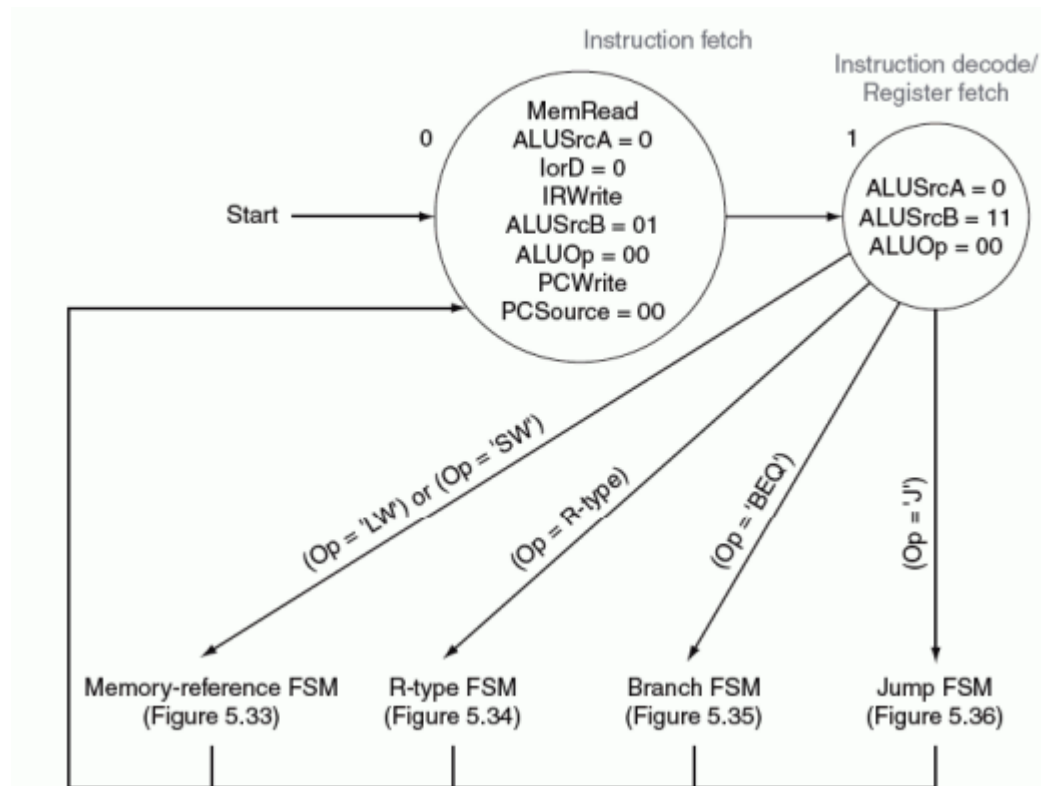 Instruction fetch
Instruction decode/
Register fetch
0
MemRead
ALUSrcA = 0
IorD = 0
IRWrite
ALUSrcB = 01
ALUOp = 00
PCWrite
PCSource = 00
1
ALUSrcA = 0
ALUSrcB = 11
ALUOp = 00
Start
(Op = 'LW') or (Op = 'SW')
(Op = R-type)
(Op = 'BEQ')
(Op = 'J')
Memory-reference FSM
(Figure 5.33)
R-type FSM
(Figure 5.34)
Branch FSM
(Figure 5.35)
Jump FSM
(Figure 5.36)